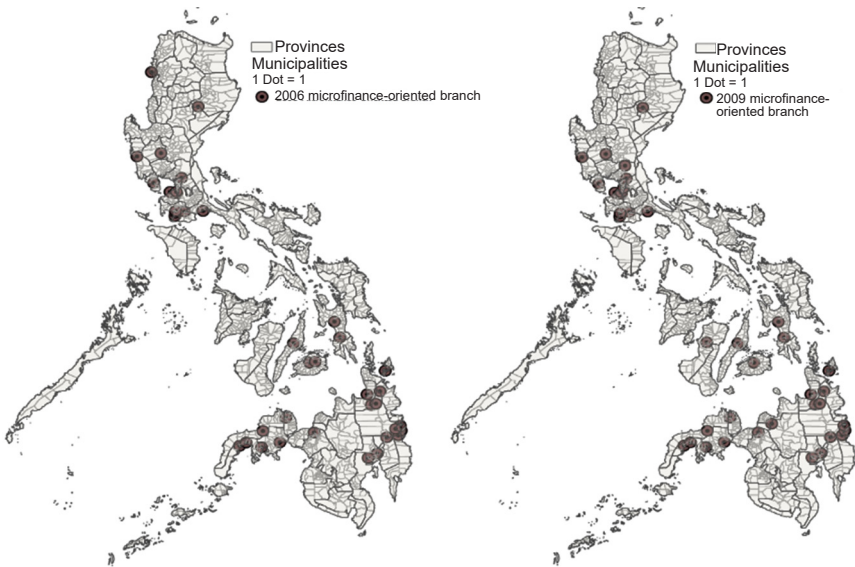 Provinces
Municipalities
1 Dot = 1
2006 microfinance-oriented branch
Provinces
Municipalities
1 Dot = 1
2009 microfinance-
oriented branch